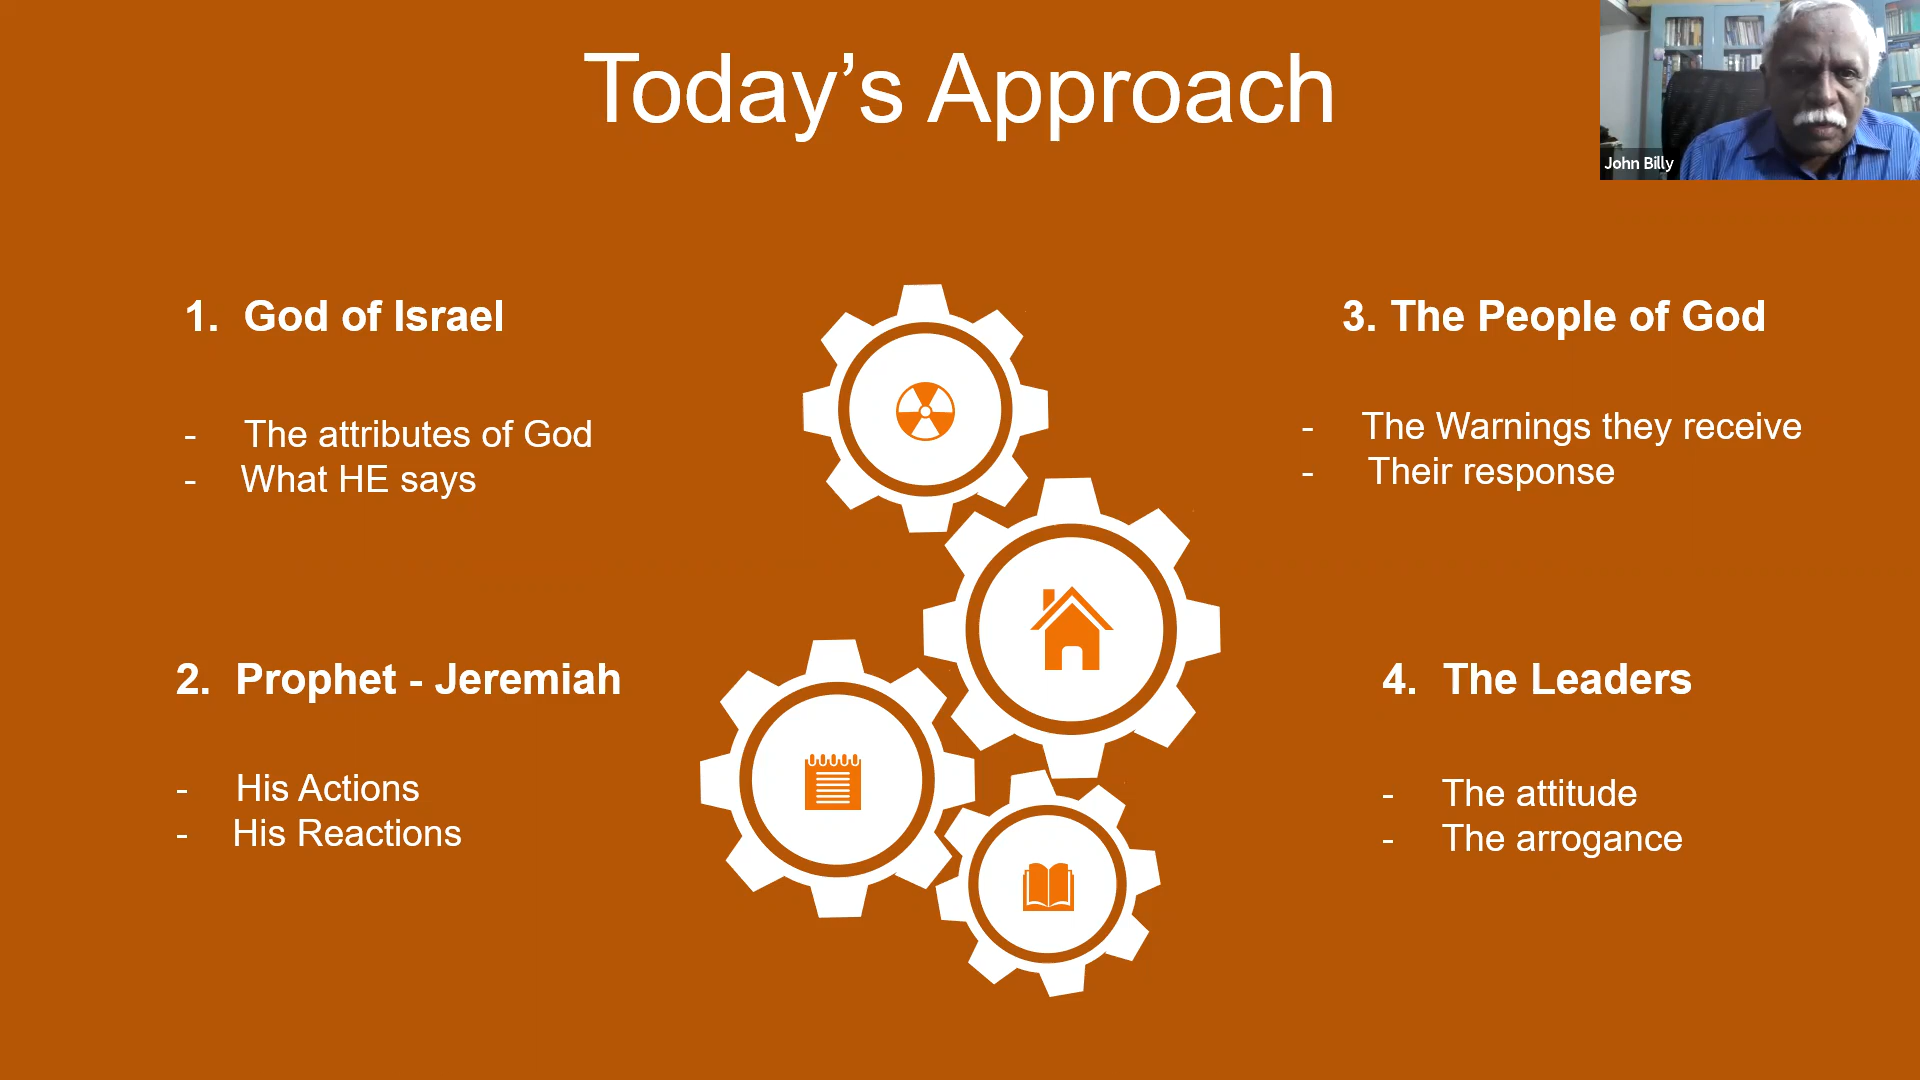 Today’s Approach
John Billy
1. God of Israel
- The attributes of God
- What HE says
2. Prophet - Jeremiah
- His Actions
- His Reactions
3. The People of God
- The Warnings they receive
- Their response
4. The Leaders
- The attitude
- The arrogance